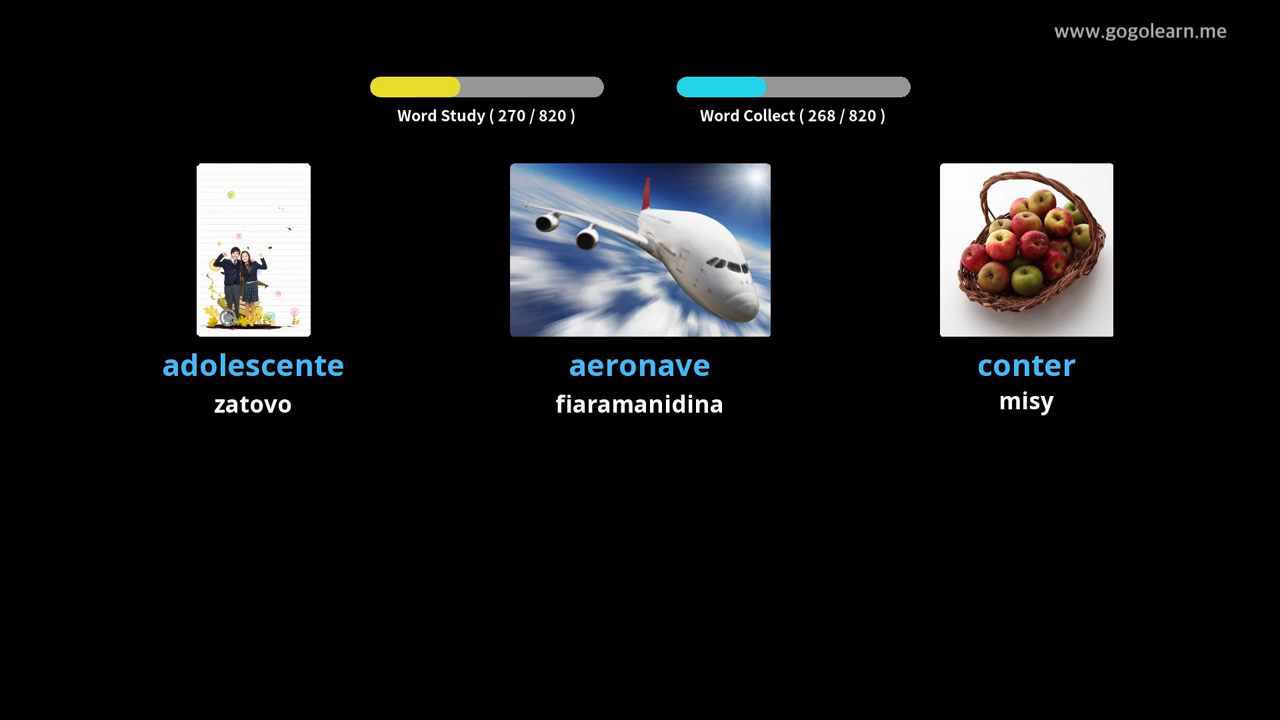 www.gogolearn.me
Word Study ( 270 / 820 )
Word Collect ( 268 / 820 )
adolescente
zatovo
aeronave
fiaramanidina
conter
misy